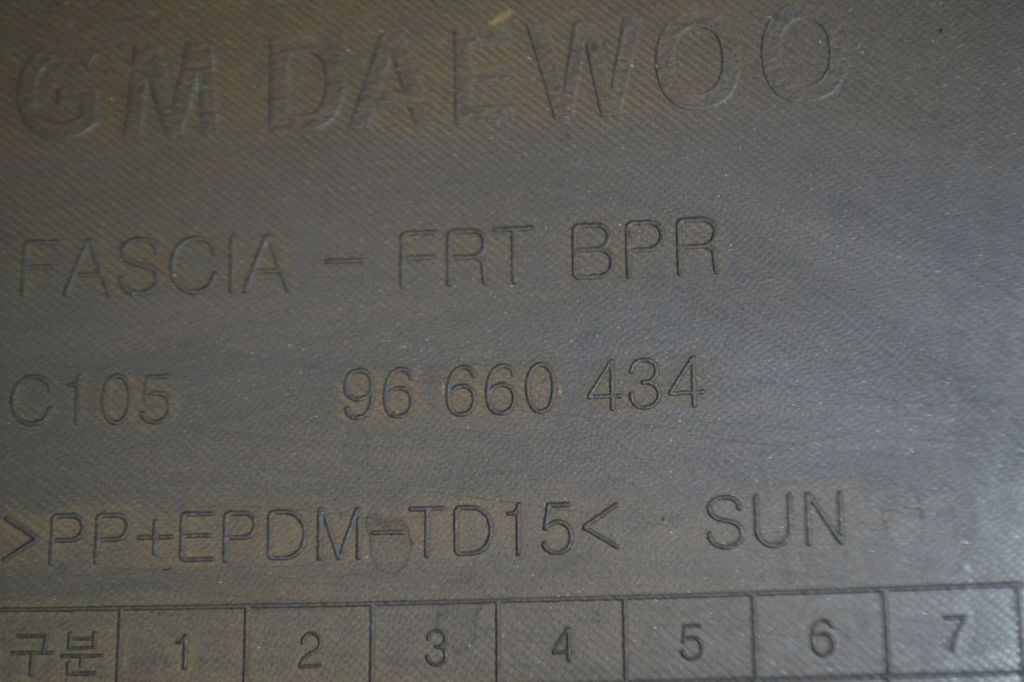 GM DAEWOO
FASCIA - FRT BPR
C105 96 660 434
>PP+EPDM-TD15< SUN
구분 1 2 3 4 5 6 7